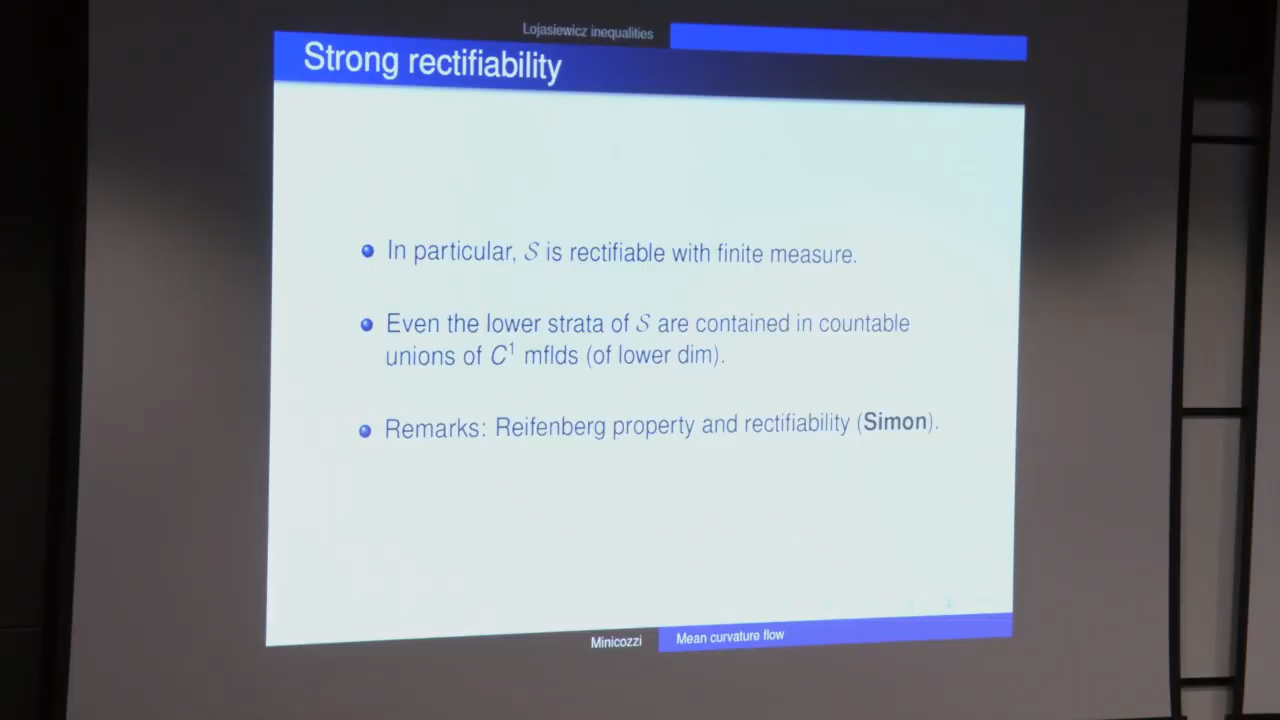 Lojasiewicz inequalities
Strong rectifiability
In particular, 𝒮 is rectifiable with finite measure.
Even the lower strata of 𝒮 are contained in countable
unions of C¹ mflds (of lower dim).
Remarks: Reifenberg property and rectifiability (Simon).
Minicozzi
Mean curvature flow